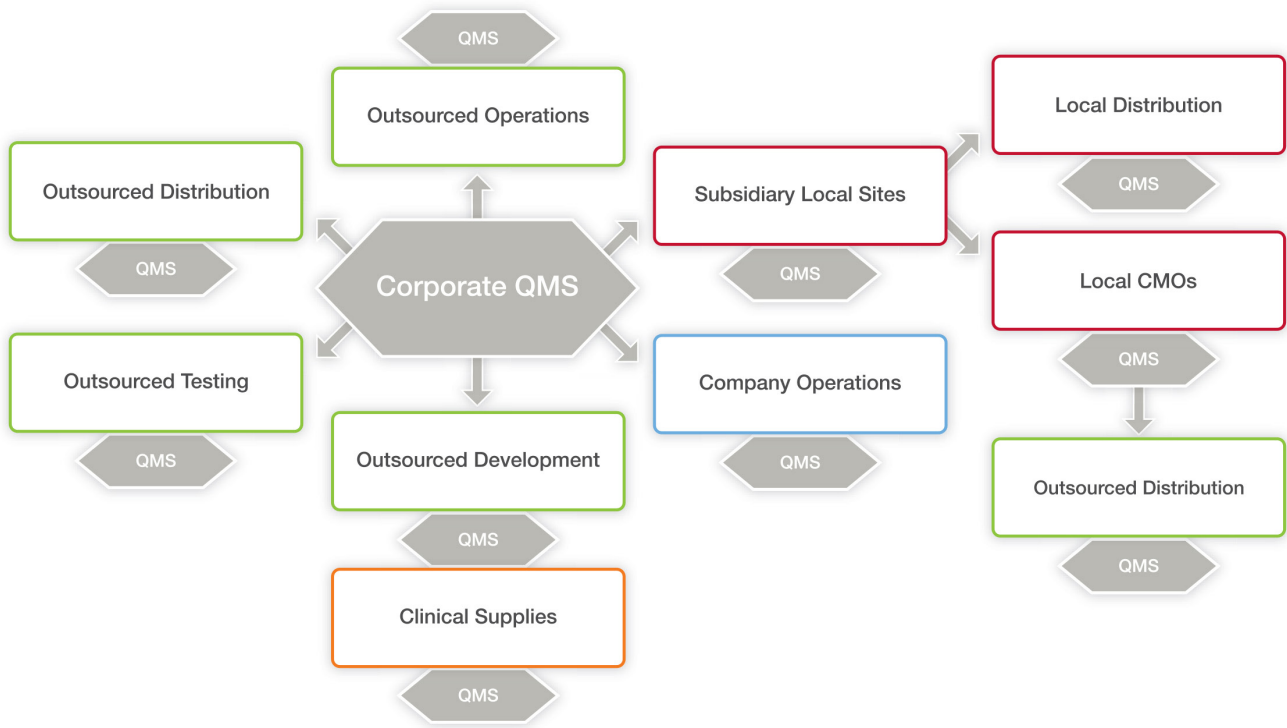 QMS
Outsourced Operations
Local Distribution
QMS
Outsourced Distribution
QMS
Subsidiary Local Sites
QMS
Corporate QMS
Local CMOs
QMS
Outsourced Testing
QMS
Company Operations
QMS
Outsourced Development
QMS
Outsourced Distribution
QMS
Clinical Supplies
QMS